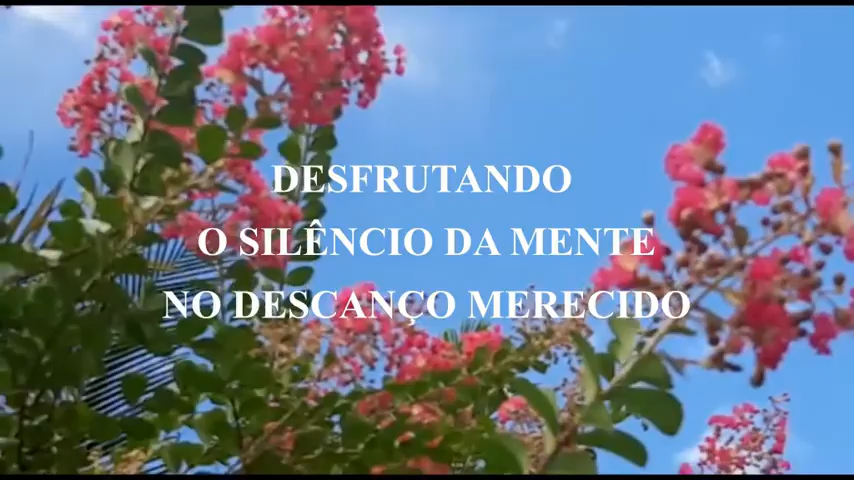 DESFRUTANDO
O SILÊNCIO DA MENTE
NO DESCANÇO MERECIDO